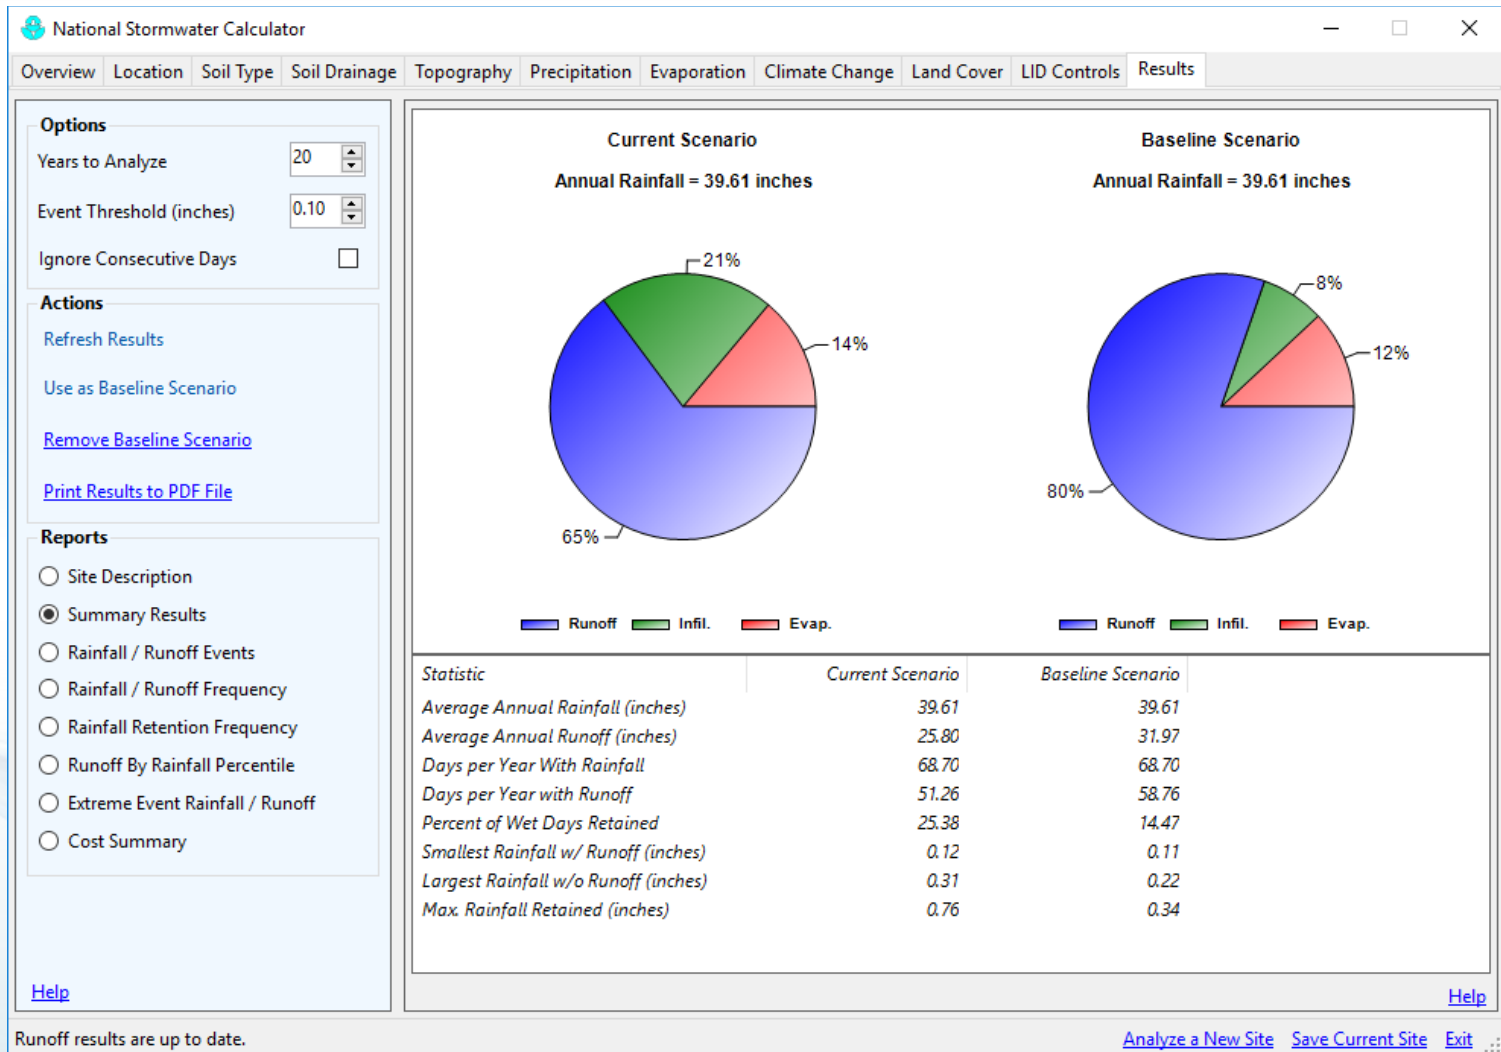 National Stormwater Calculator
Overview Location Soil Type Soil Drainage Topography Precipitation Evaporation Climate Change Land Cover LID Controls Results
Options
Years to Analyze 20
Event Threshold (inches) 0.10
Ignore Consecutive Days
Actions
Refresh Results
Use as Baseline Scenario
Remove Baseline Scenario
Print Results to PDF File
Reports
Site Description
Summary Results
Rainfall / Runoff Events
Rainfall / Runoff Frequency
Rainfall Retention Frequency
Runoff By Rainfall Percentile
Extreme Event Rainfall / Runoff
Cost Summary
Help
Current Scenario
Annual Rainfall = 39.61 inches
21%
14%
65%
Runoff Infil. Evap.
Baseline Scenario
Annual Rainfall = 39.61 inches
8%
12%
80%
Runoff Infil. Evap.
Statistic Current Scenario Baseline Scenario
Average Annual Rainfall (inches) 39.61 39.61
Average Annual Runoff (inches) 25.80 31.97
Days per Year With Rainfall 68.70 68.70
Days per Year with Runoff 51.26 58.76
Percent of Wet Days Retained 25.38 14.47
Smallest Rainfall w/ Runoff (inches) 0.12 0.11
Largest Rainfall w/o Runoff (inches) 0.31 0.22
Max. Rainfall Retained (inches) 0.76 0.34
Help
Runoff results are up to date.
Analyze a New Site Save Current Site Exit